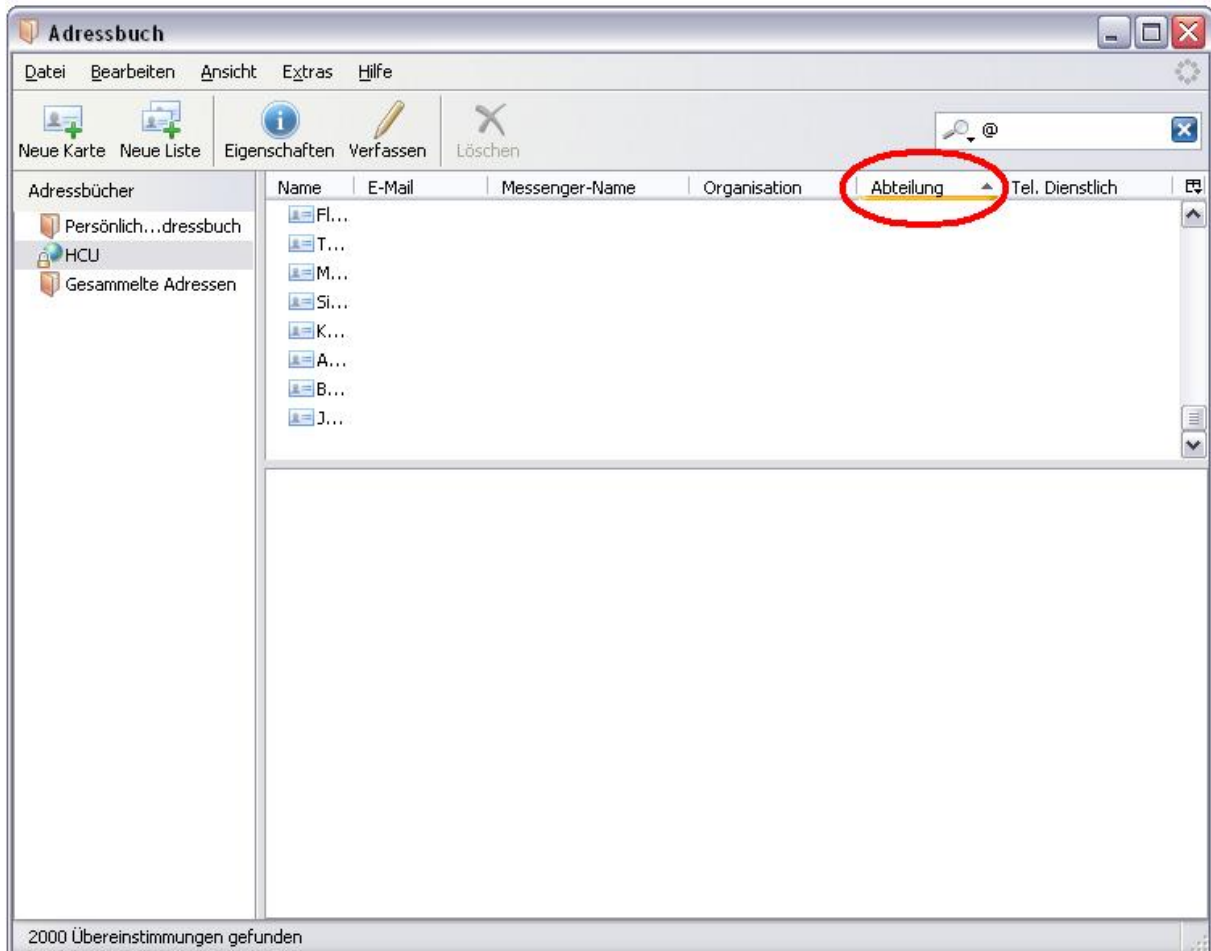 Adressbuch
Datei Bearbeiten Ansicht Extras Hilfe
Neue Karte Neue Liste Eigenschaften Verfassen Löschen
@
Adressbücher
Persönlich...dressbuch
HCU
Gesammelte Adressen
Name E-Mail Messenger-Name Organisation Abteilung Tel. Dienstlich
Fl...
T...
M...
Si...
K...
A...
B...
J...
2000 Übereinstimmungen gefunden